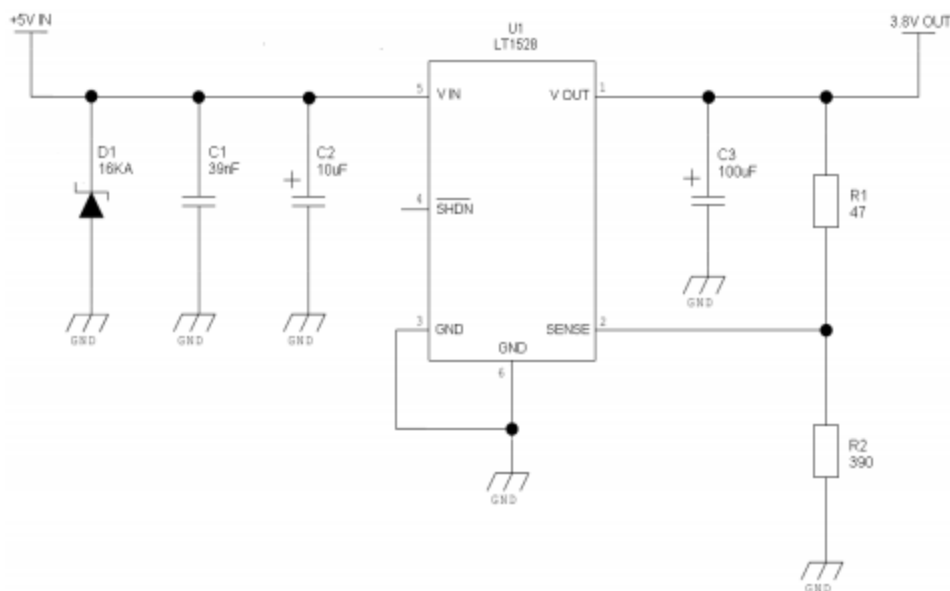 +5V IN
3.8V OUT
U1
LT1528
5
V IN
V OUT
1
D1
16KA
C1
39nF
C2
10uF
+
C3
100uF
+
4
SHDN
R1
47
GND
GND
GND
GND
3
GND
SENSE
2
GND
6
R2
390
GND
GND